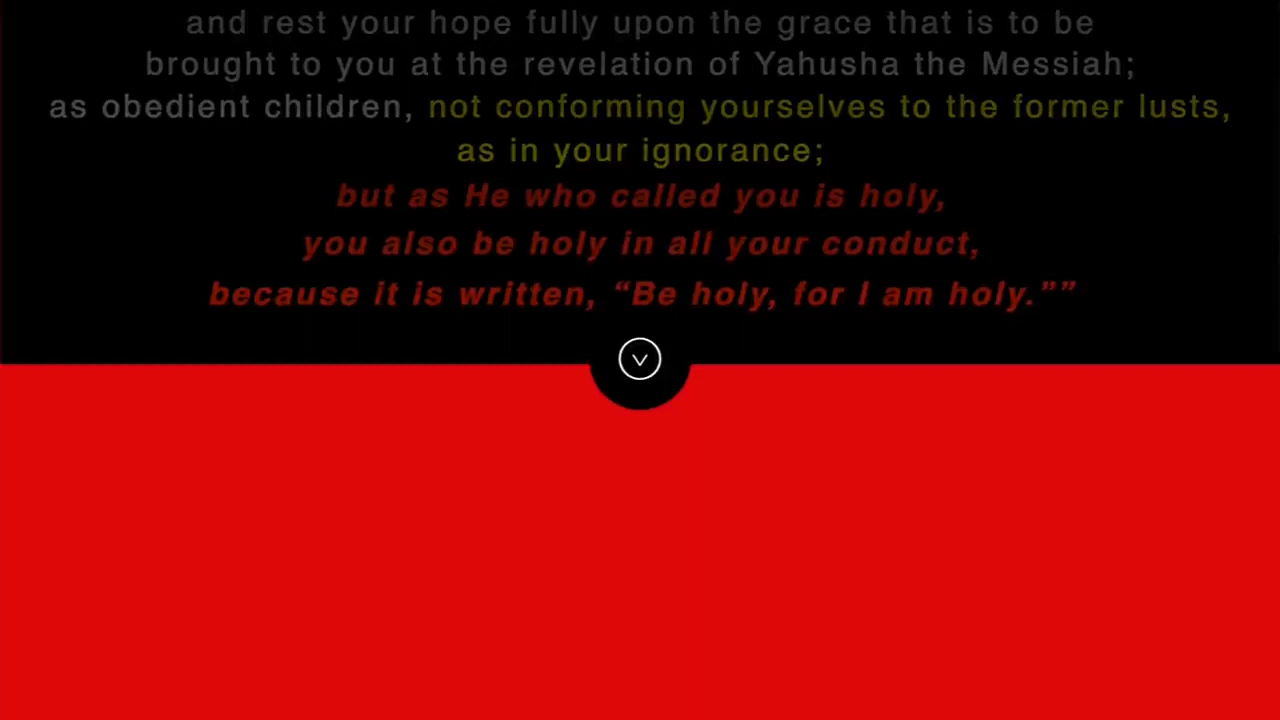 and rest your hope fully upon the grace that is to be
brought to you at the revelation of Yahusha the Messiah;
as obedient children, not conforming yourselves to the former lusts,
as in your ignorance;
but as He who called you is holy,
you also be holy in all your conduct,
because it is written, “Be holy, for I am holy.””